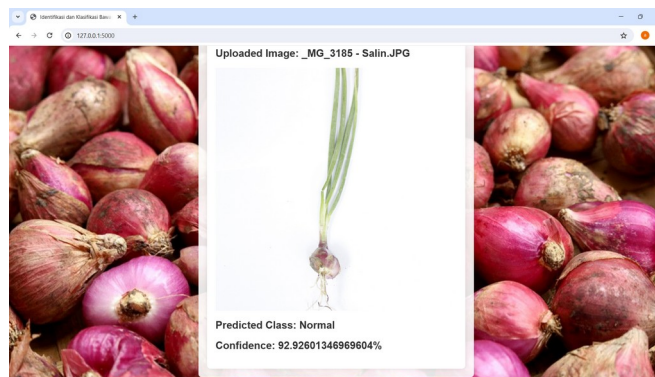 Identifikasi dan Klasifikasi Bawa
127.0.0.1:5000
Uploaded Image: _MG_3185 - Salin.JPG
Predicted Class: Normal
Confidence: 92.92601346969604%